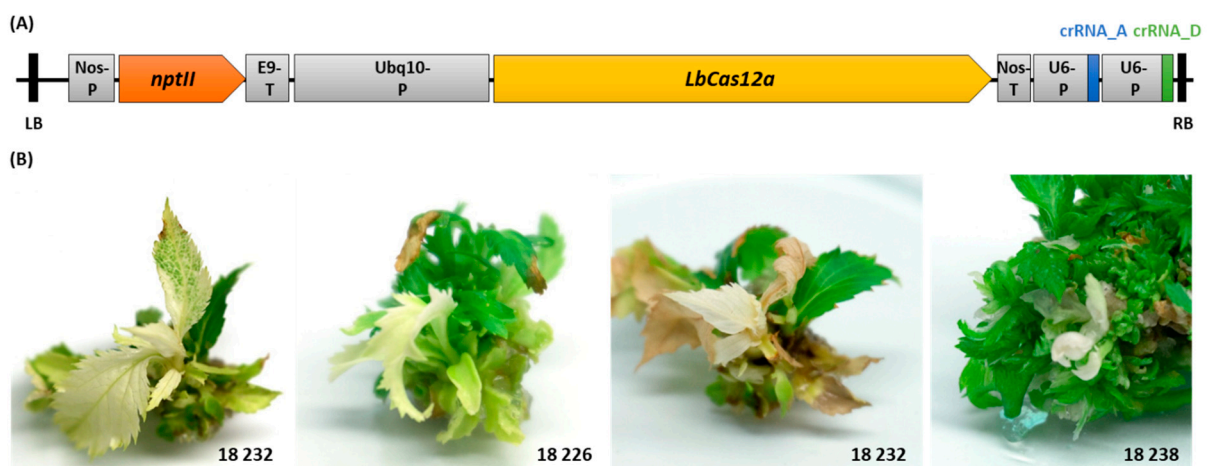 (A)
crRNA_A crRNA_D
Nos-
P
nptII
E9-
T
Ubq10-
P
LbCas12a
Nos-
T
U6-
P
U6-
P
LB
RB
(B)
18 232
18 226
18 232
18 238